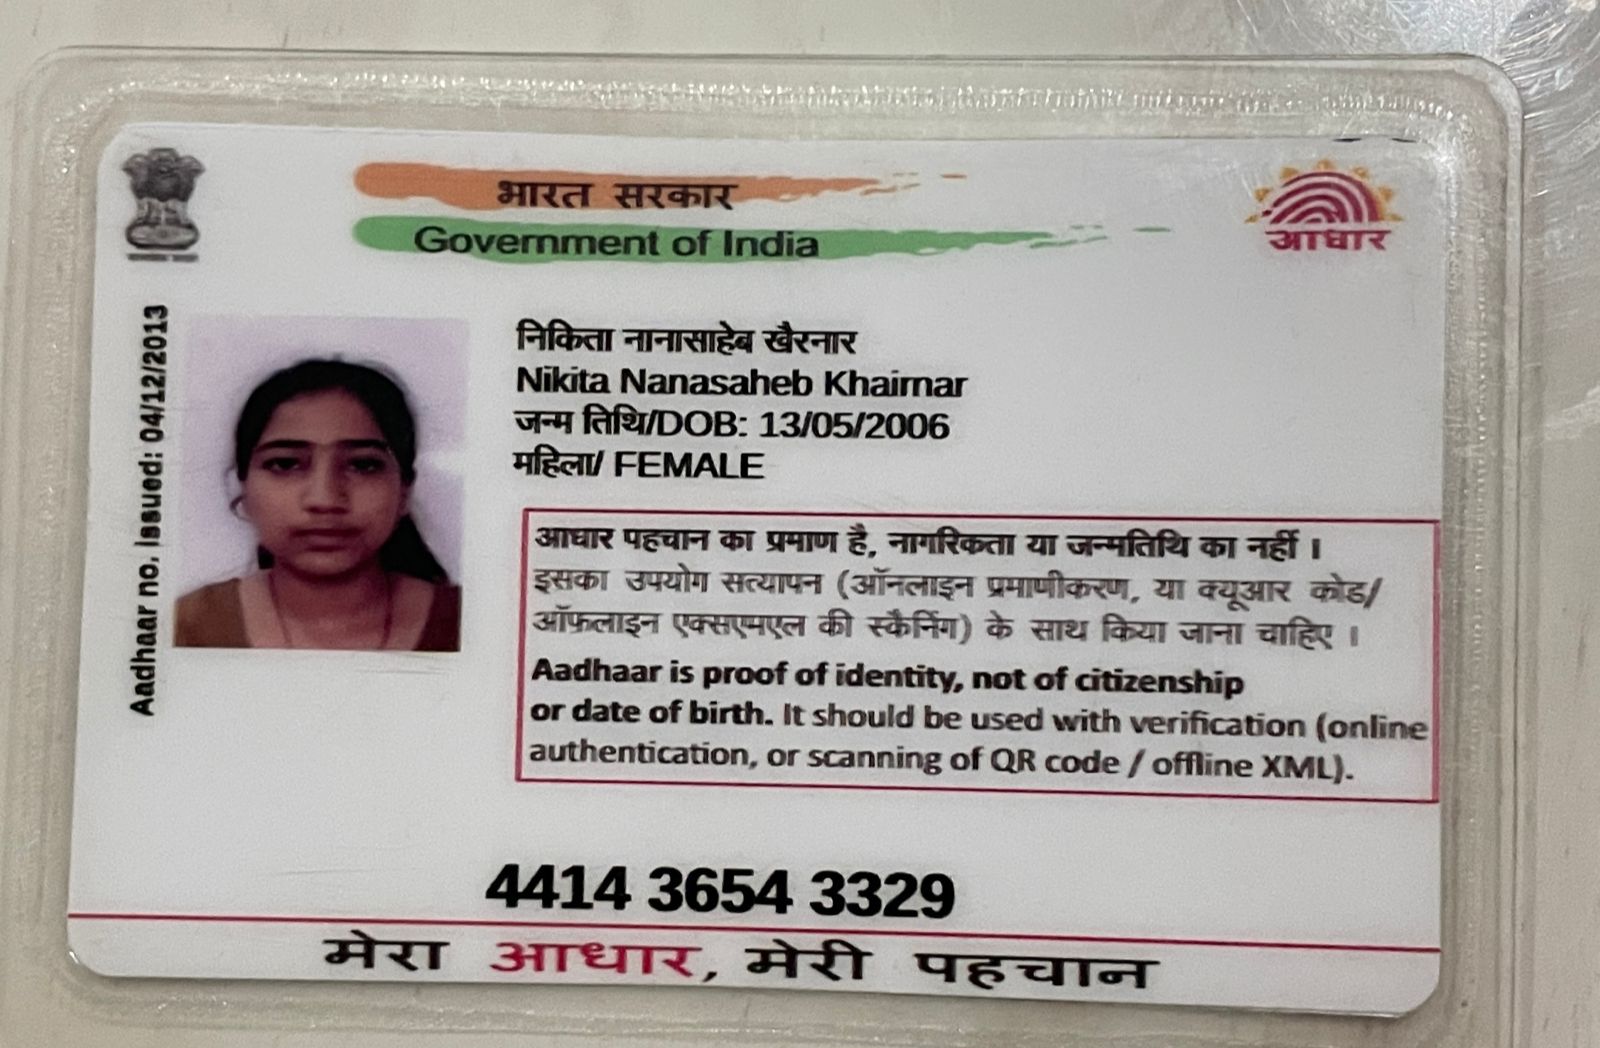 भारत सरकार
Government of India
आधार
Aadhaar no. Issued: 04/12/2013
निकिता नानासाहेब खैरनार
Nikita Nanasaheb Khairnar
जन्म तिथि/DOB: 13/05/2006
महिला/ FEMALE
आधार पहचान का प्रमाण है, नागरिकता या जन्मतिथि का नहीं ।
इसका उपयोग सत्यापन (ऑनलाइन प्रमाणीकरण, या क्यूआर कोड/
ऑफ़लाइन एक्सएमएल की स्कैनिंग) के साथ किया जाना चाहिए ।
Aadhaar is proof of identity, not of citizenship
or date of birth. It should be used with verification (online
authentication, or scanning of QR code / offline XML).
4414 3654 3329
मेरा आधार, मेरी पहचान